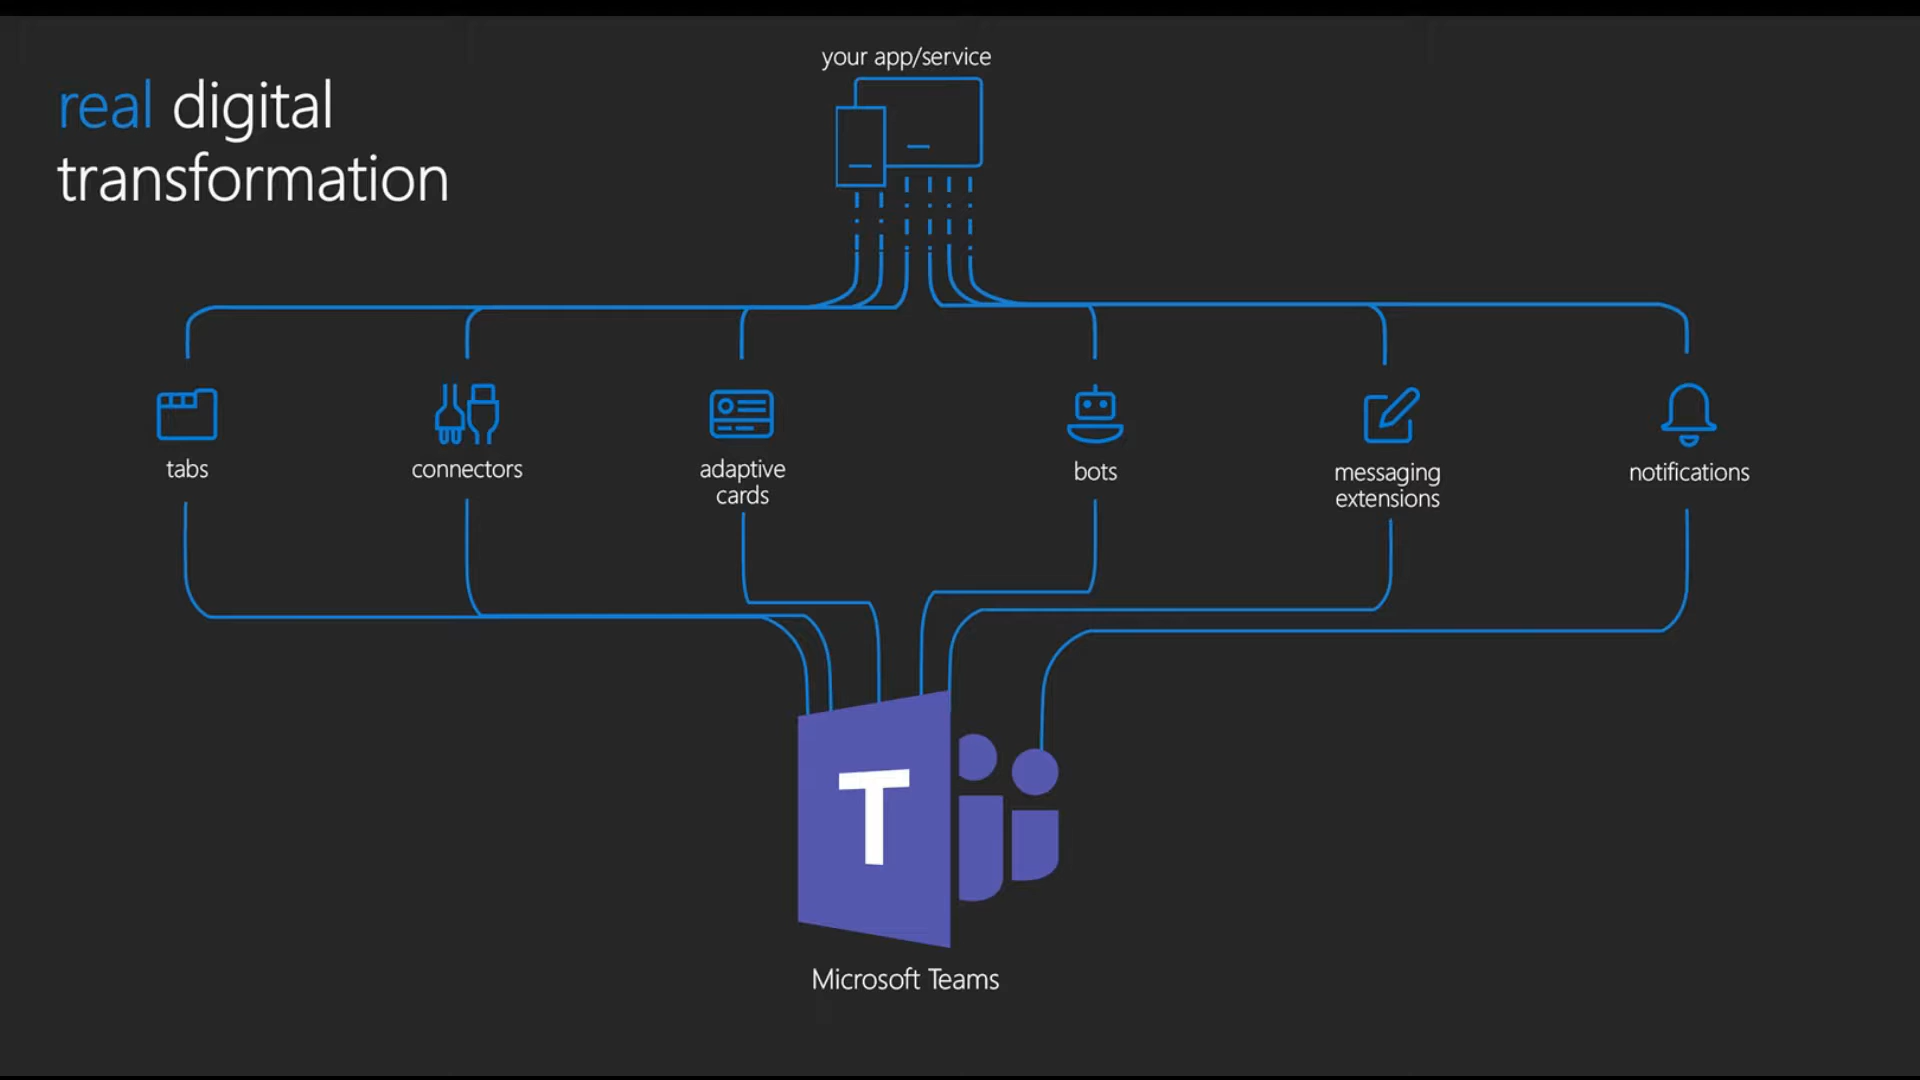 your app/service
real digital
transformation
tabs
connectors
adaptive
cards
bots
messaging
extensions
notifications
T
Microsoft Teams